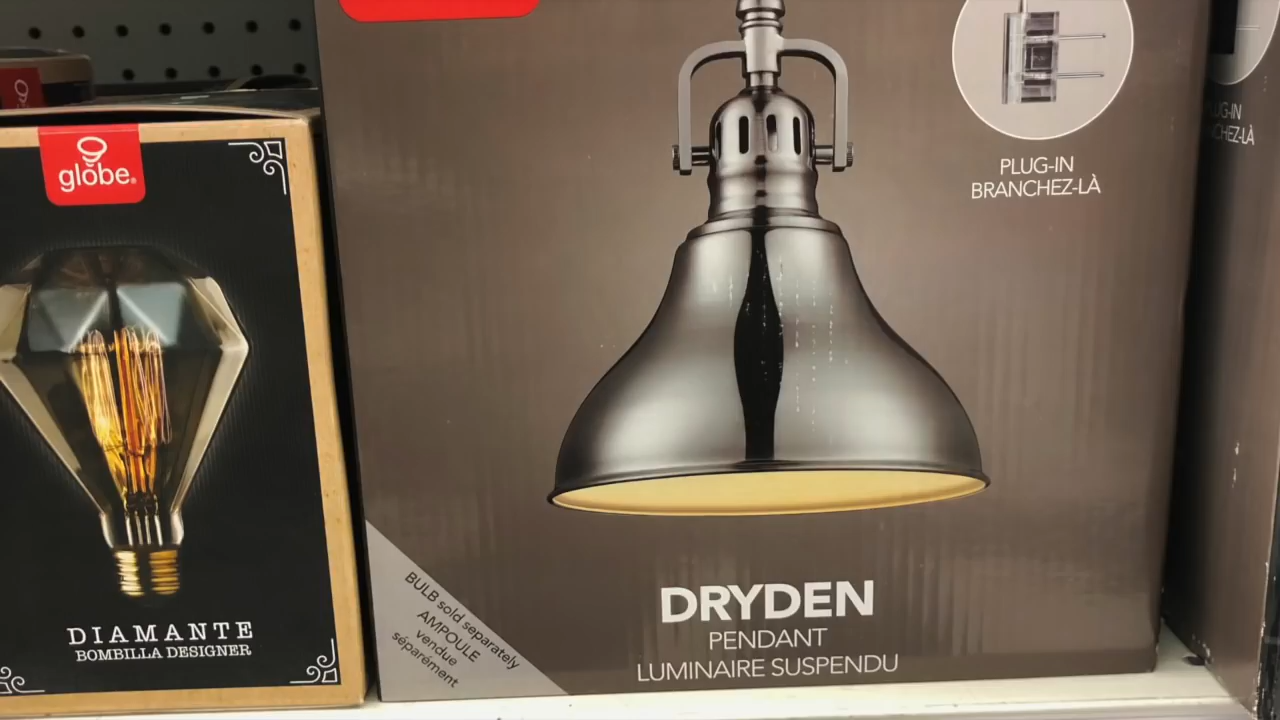 globe
DIAMANTE
BOMBILLA DESIGNER
PLUG-IN
BRANCHEZ-LÀ
BULB sold separately
AMPOULE
vendue
séparément
DRYDEN
PENDANT
LUMINAIRE SUSPENDU